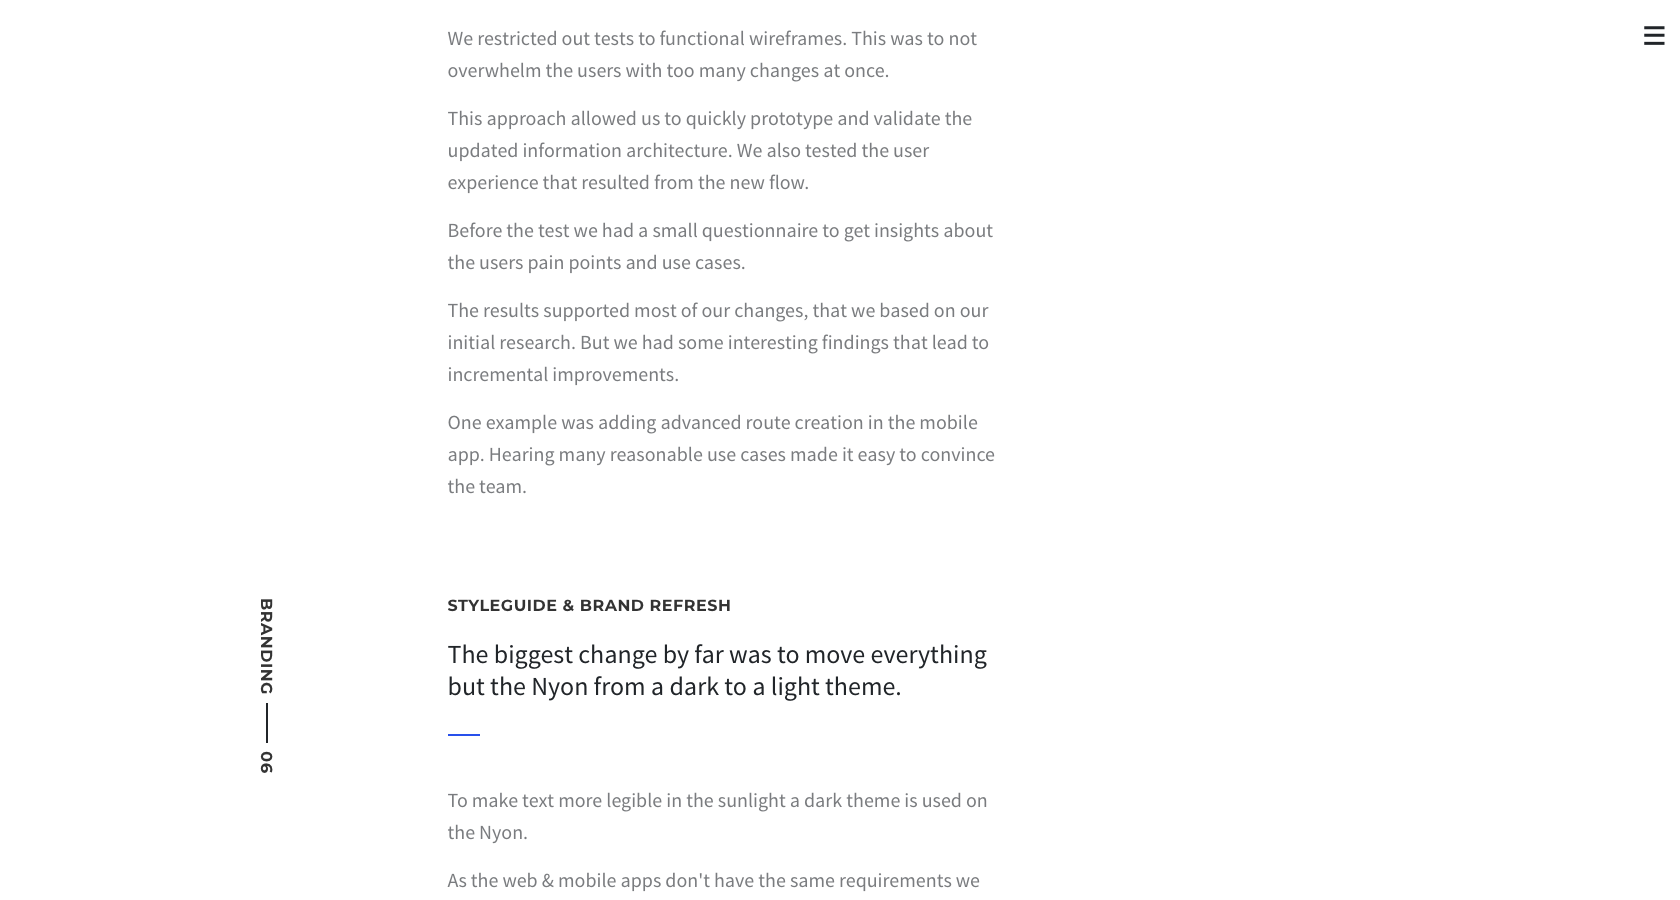 We restricted out tests to functional wireframes. This was to not
overwhelm the users with too many changes at once.
This approach allowed us to quickly prototype and validate the
updated information architecture. We also tested the user
experience that resulted from the new flow.
Before the test we had a small questionnaire to get insights about
the users pain points and use cases.
The results supported most of our changes, that we based on our
initial research. But we had some interesting findings that lead to
incremental improvements.
One example was adding advanced route creation in the mobile
app. Hearing many reasonable use cases made it easy to convince
the team.
BRANDING — 06
STYLEGUIDE & BRAND REFRESH
The biggest change by far was to move everything
but the Nyon from a dark to a light theme.
To make text more legible in the sunlight a dark theme is used on
the Nyon.
As the web & mobile apps don't have the same requirements we